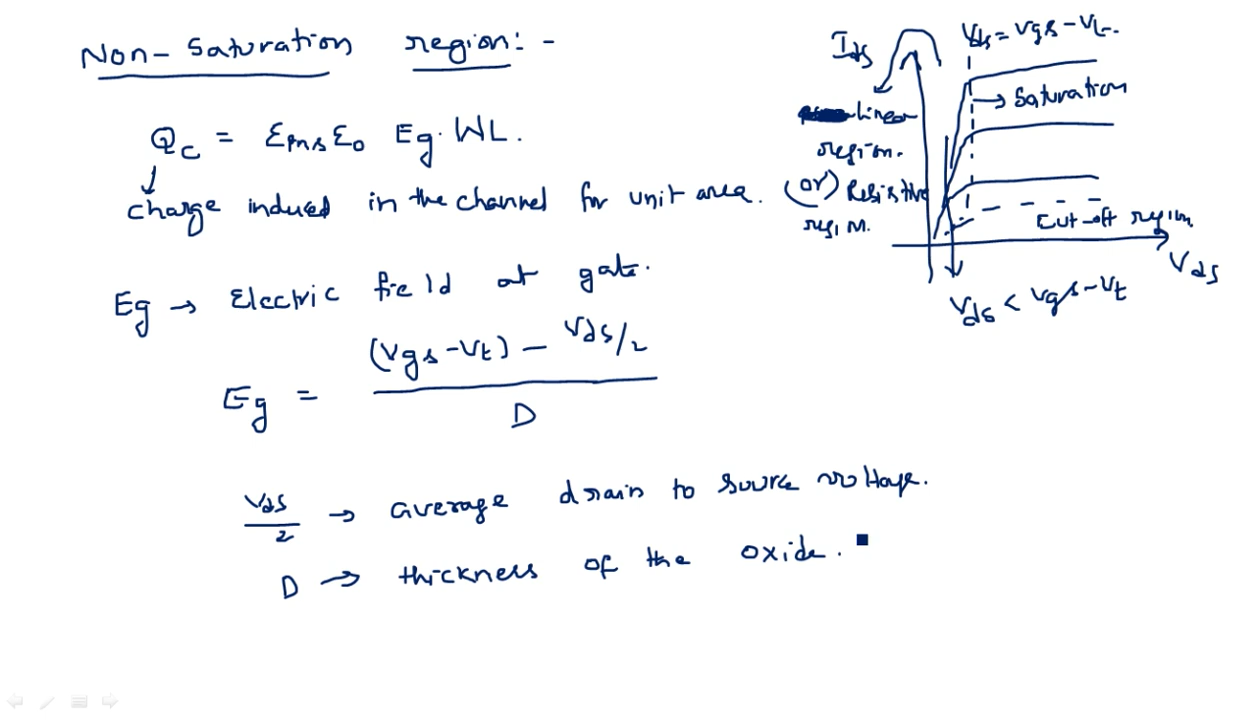 Non-Saturation region:-
Qc = εins ε0 Eg. WL.
charge induced in the channel for unit area.
Eg → Electric field at gate.
Eg = (Vgs-Vt) - Vds/2
D
Vds/2 → average drain to source voltage.
D → thickness of the oxide.
Ids
Vds = Vgs - Vt.
→ Saturation
Linear
region.
(or) Resistive
region.
Cut-off region
Vds
Vds < Vgs-Vt